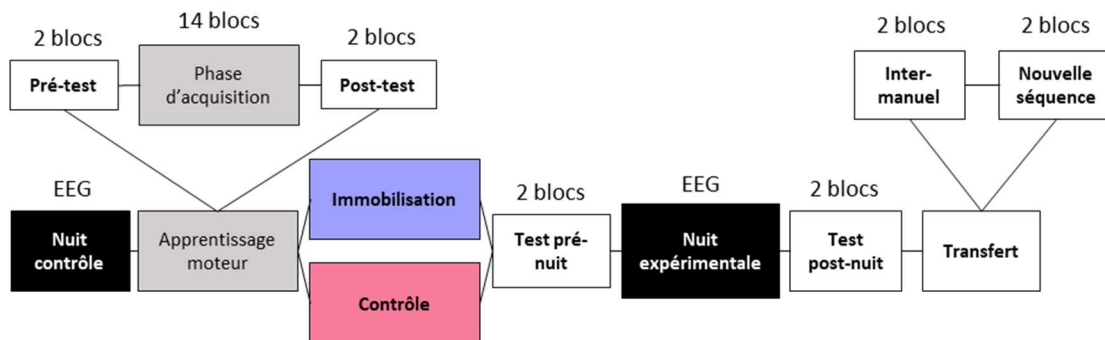 14 blocs
2 blocs
2 blocs
Pré-test
Phase
d'acquisition
Post-test
2 blocs
2 blocs
Inter-
manuel
Nouvelle
séquence
EEG
Nuit
contrôle
Apprentissage
moteur
Immobilisation
Contrôle
2 blocs
Test pré-
nuit
EEG
Nuit
expérimentale
2 blocs
Test
post-nuit
Transfert